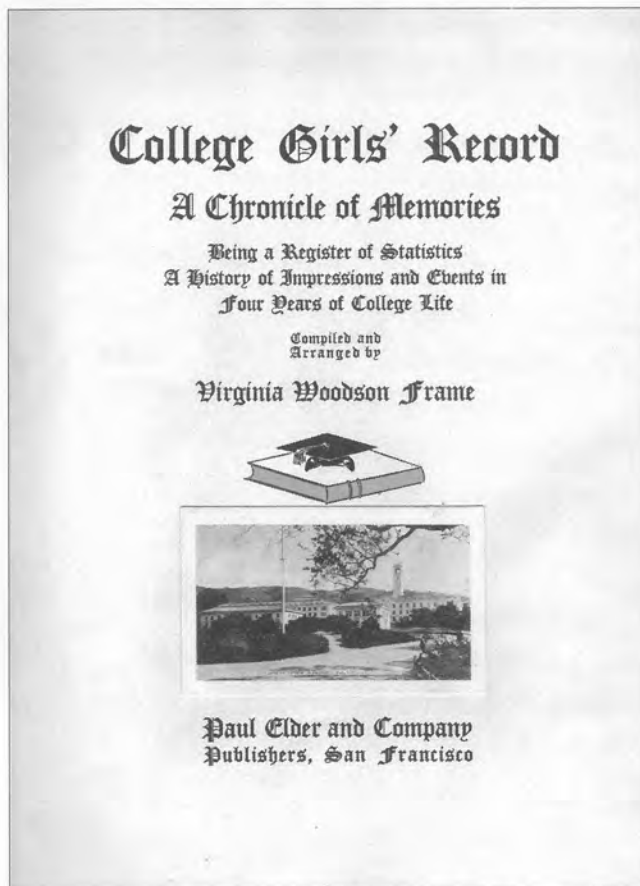 College Girls' Record
A Chronicle of Memories
Being a Register of Statistics
A History of Impressions and Events in
Four Years of College Life
Compiled and
Arranged by
Virginia Woodson Frame
Paul Elder and Company
Publishers, San Francisco